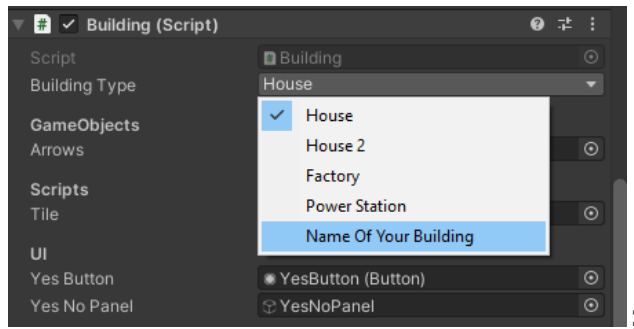 # Building (Script)
Script Building
Building Type House
House
GameObjects
House 2
Arrows
Factory
Scripts
Power Station
Tile
Name Of Your Building
UI
Yes Button YesButton (Button)
Yes No Panel YesNoPanel